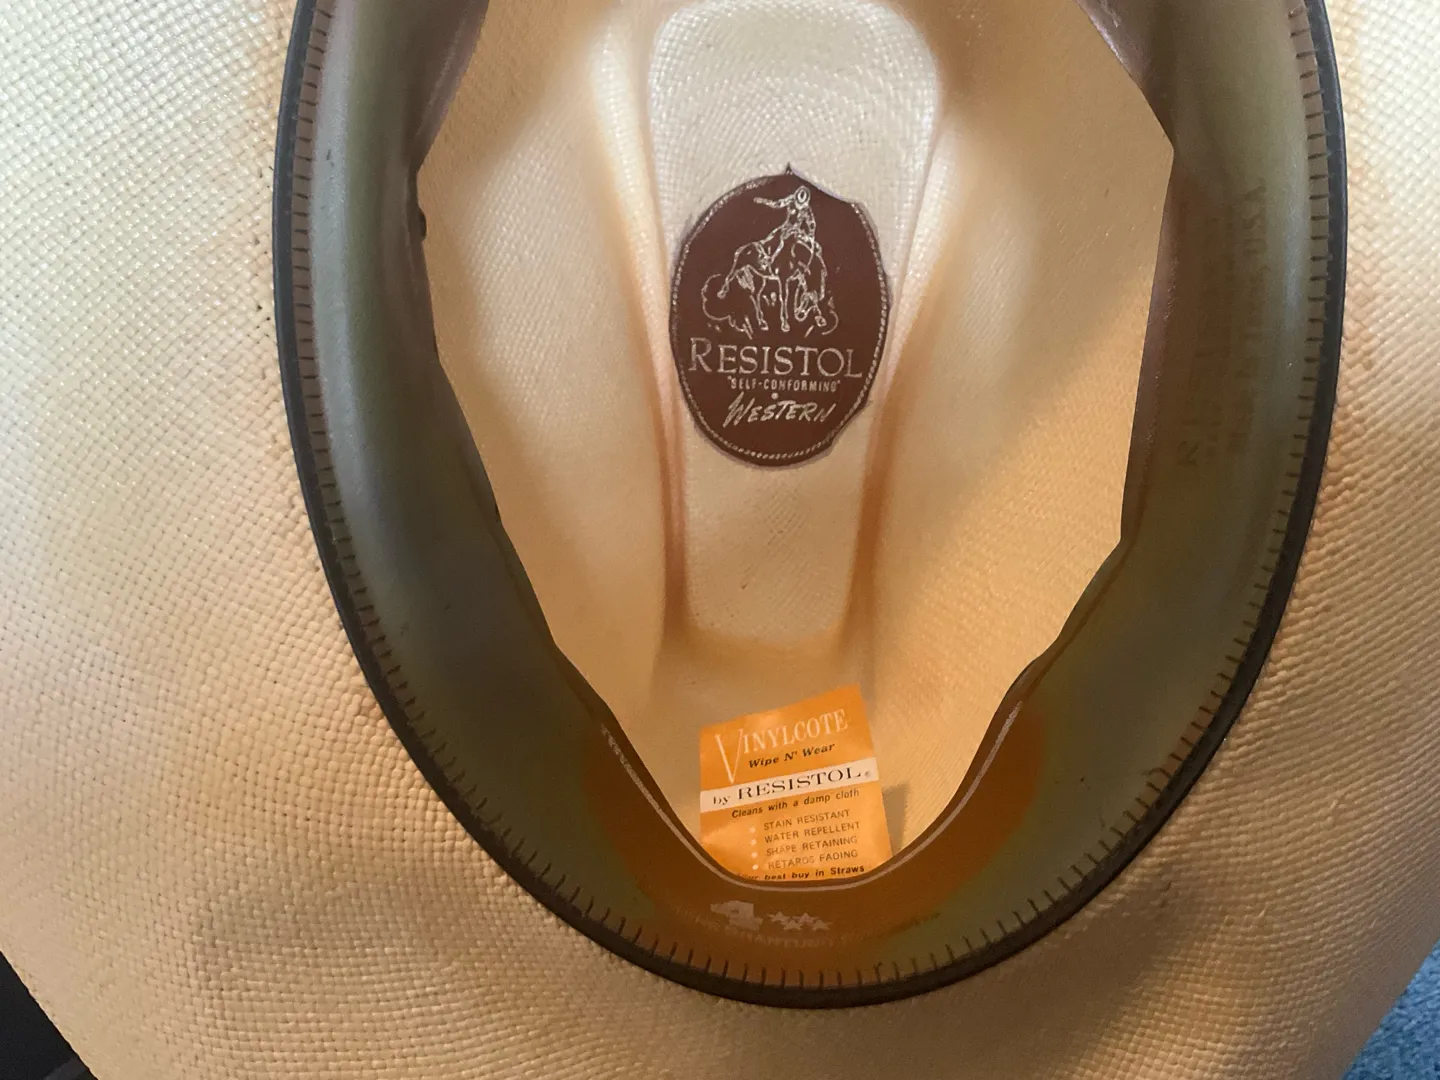 RESISTOL
"SELF-CONFORMING"
WESTERN
VINYLCOTE
Wipe N' Wear
by RESISTOL®
Cleans with a damp cloth
STAIN RESISTANT
WATER REPELLENT
SHAPE RETAINING
RETARDS FADING
best buy in Straws
4